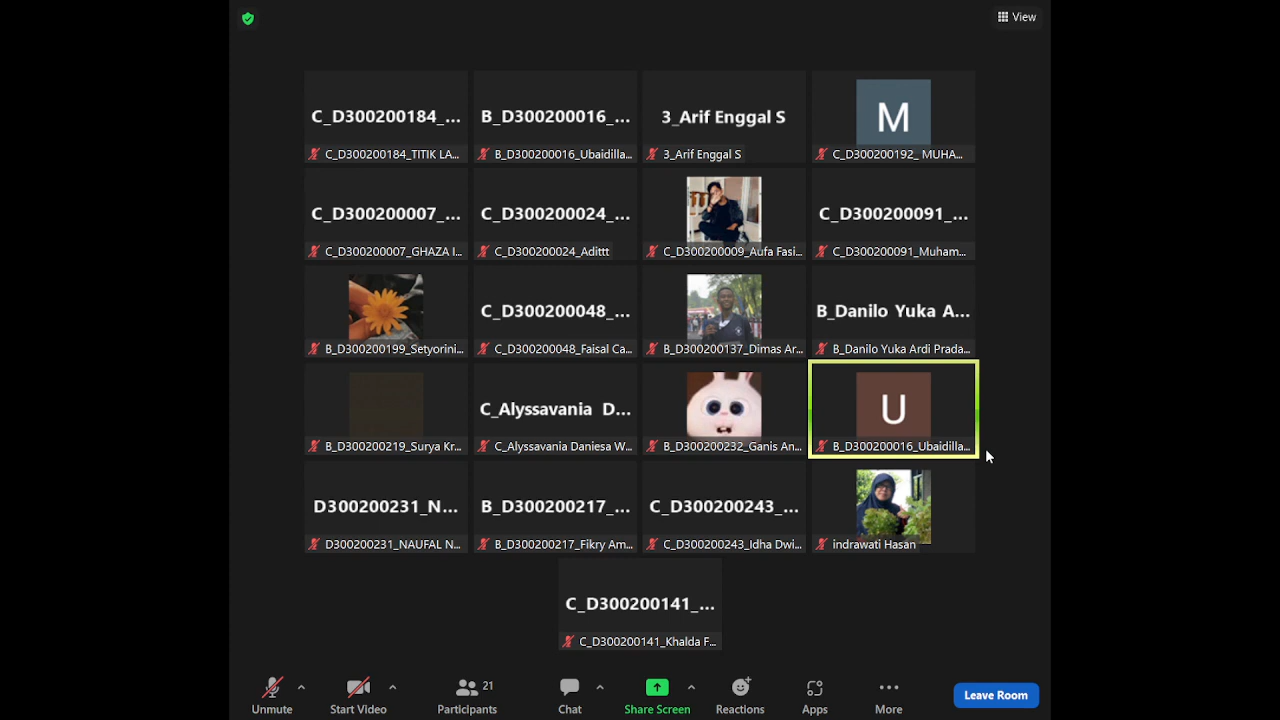 View
C_D300200184_...
C_D300200184_TITIK LA...
B_D300200016_...
B_D300200016_Ubaidilla...
3_Arif Enggal S
3_Arif Enggal S
M
C_D300200192_ MUHA...
C_D300200007_...
C_D300200007_GHAZA I...
C_D300200024_...
C_D300200024_Adittt
C_D300200009_Aufa Fasi...
C_D300200091_...
C_D300200091_Muham...
B_D300200199_Setyorini...
C_D300200048_...
C_D300200048_Faisal Ca...
B_D300200137_Dimas Ar...
B_Danilo Yuka A...
B_Danilo Yuka Ardi Prada...
B_D300200219_Surya Kr...
C_Alyssavania D...
C_Alyssavania Daniesa W...
B_D300200232_Ganis An...
U
B_D300200016_Ubaidilla...
D300200231_N...
D300200231_NAUFAL N...
B_D300200217_...
B_D300200217_Fikry Am...
C_D300200243_...
C_D300200243_Idha Dwi...
indrawati Hasan
C_D300200141_...
C_D300200141_Khalda F...
Unmute
Start Video
Participants 21
Chat
Share Screen
Reactions
Apps
More
Leave Room